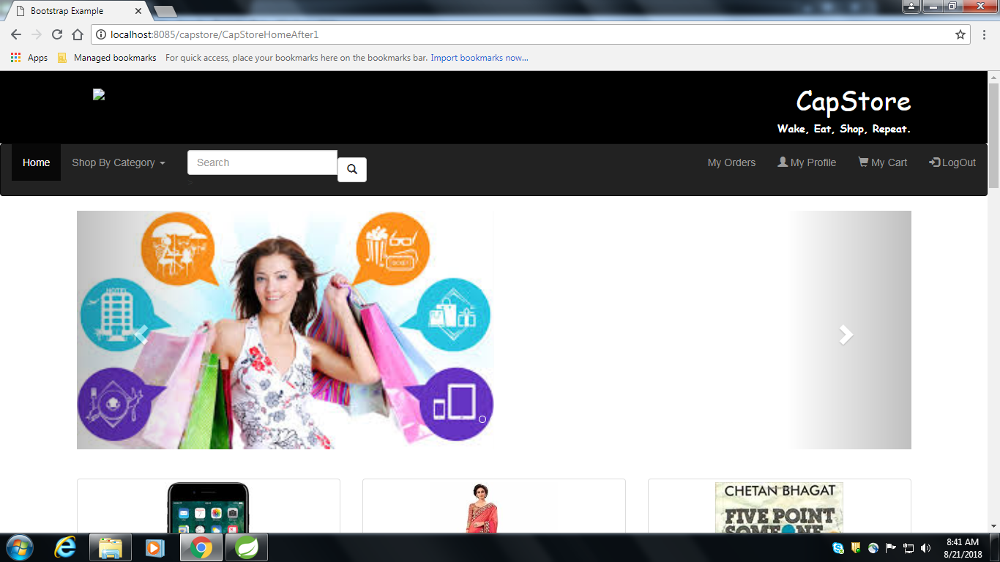 Bootstrap Example
localhost:8085/capstore/CapStoreHomeAfter1
Apps Managed bookmarks For quick access, place your bookmarks here on the bookmarks bar. Import bookmarks now...
CapStore
Wake, Eat, Shop, Repeat.
Home Shop By Category Search My Orders My Profile My Cart LogOut
>
HOTEL
TICKET
CHETAN BHAGAT
FIVE POINT
SOMEONE
8:41 AM
8/21/2018